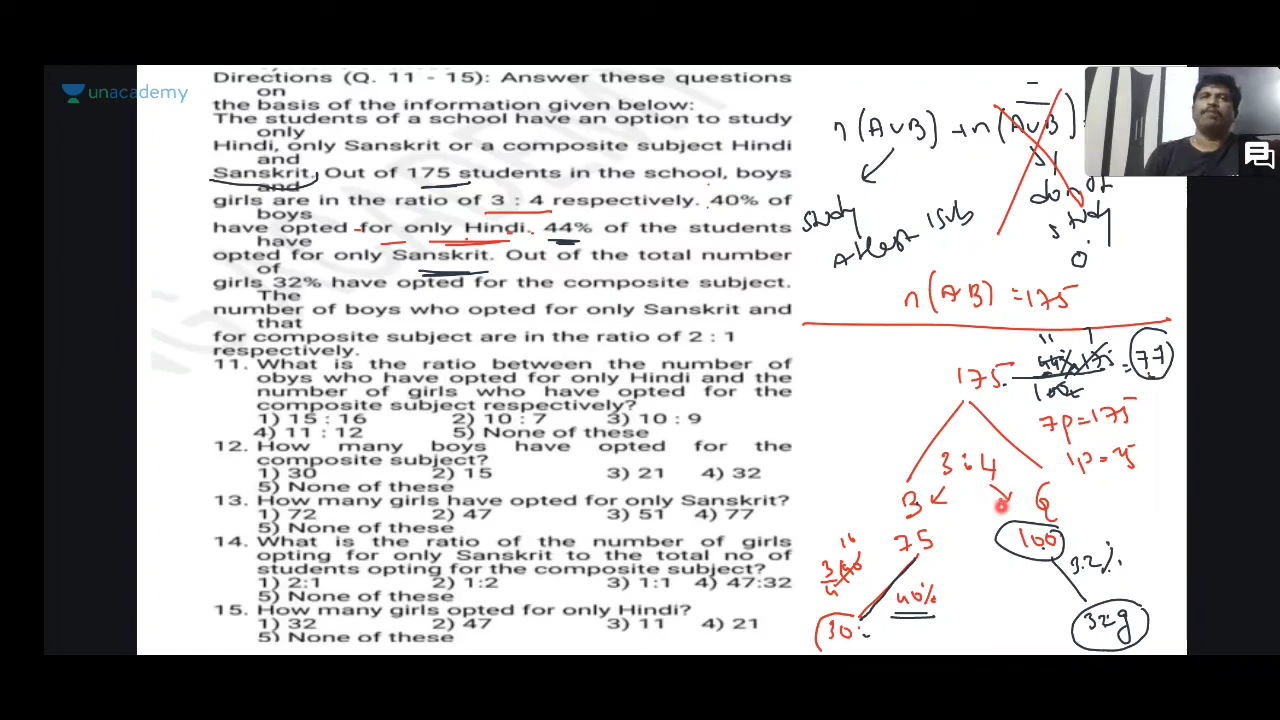 unacademy
Directions (Q. 11 - 15): Answer these questions
on
the basis of the information given below:
The students of a school have an option to study
only
Hindi, only Sanskrit or a composite subject Hindi
and
Sanskrit. Out of 175 students in the school, boys
and
girls are in the ratio of 3 : 4 respectively. 40% of
boys
have opted for only Hindi. 44% of the students
have
opted for only Sanskrit. Out of the total number
of
girls 32% have opted for the composite subject.
The
number of boys who opted for only Sanskrit and
that
for composite subject are in the ratio of 2 : 1
respectively.
11. What is the ratio between the number of
obys who have opted for only Hindi and the
number of girls who have opted for the
composite subject respectively?
1) 15 : 16 2) 10 : 7 3) 10 : 9
4) 11 : 12 5) None of these
12. How many boys have opted for the
composite subject?
1) 30 2) 15 3) 21 4) 32
5) None of these
13. How many girls have opted for only Sanskrit?
1) 72 2) 47 3) 51 4) 77
5) None of these
14. What is the ratio of the number of girls
opting for only Sanskrit to the total no of
students opting for the composite subject?
1) 2:1 2) 1:2 3) 1:1 4) 47:32
5) None of these
15. How many girls opted for only Hindi?
1) 32 2) 47 3) 11 4) 21
5) None of these
n(A∪B) + n(A∪B)
study
Atleast 1sub
study
0
n(AB) = 175
175
= 77
7p=175
3:4
75
100
40%
32%
30
32g